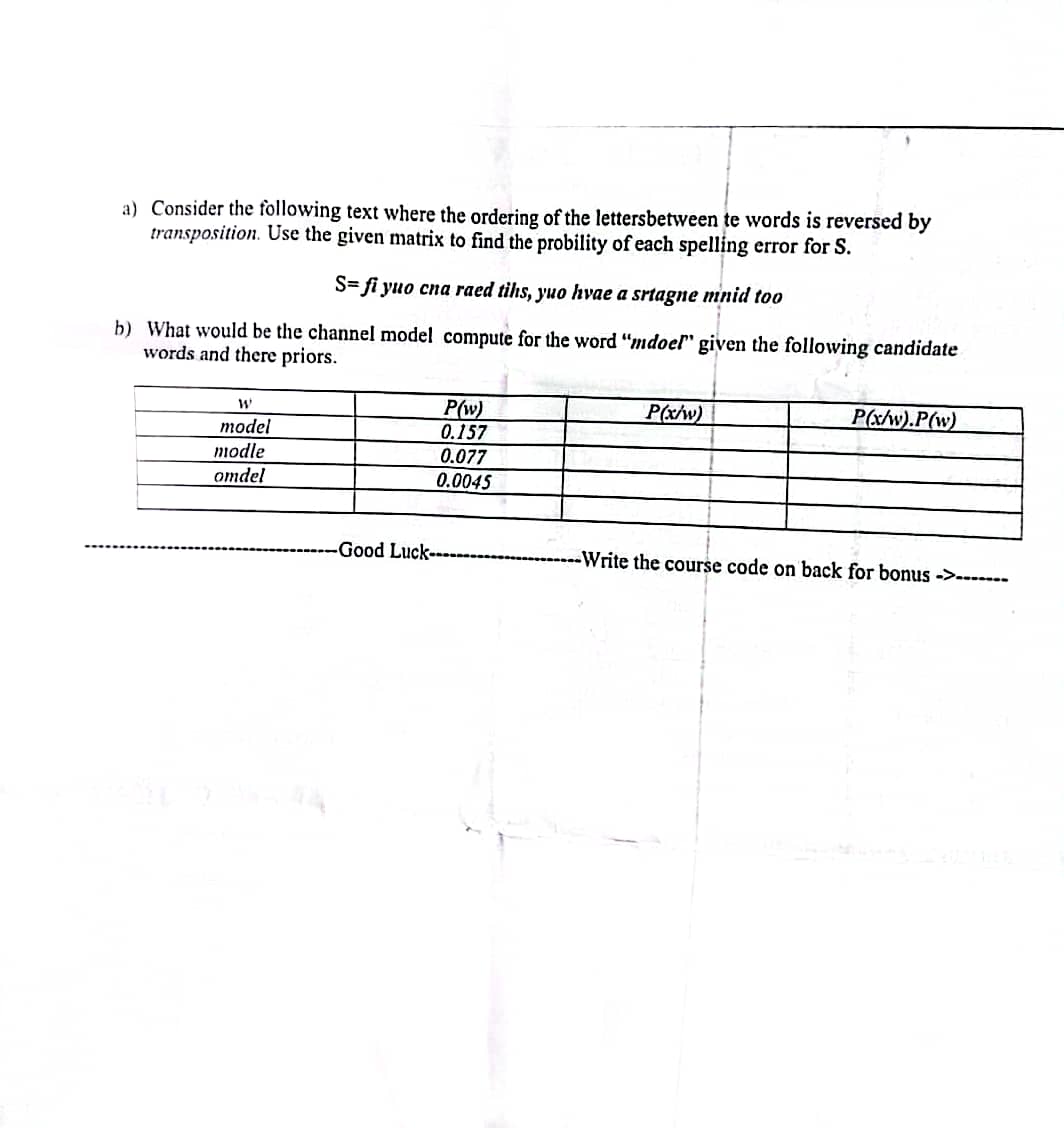 a) Consider the following text where the ordering of the lettersbetween te words is reversed by
transposition. Use the given matrix to find the probility of each spelling error for S.
S= fi yuo cna raed tihs, yuo hvae a srtagne mnid too
b) What would be the channel model compute for the word "mdoel" given the following candidate
words and there priors.
w P(w) P(x/w) P(x/w).P(w)
model 0.157
modle 0.077
omdel 0.0045
-----Good Luck-----Write the course code on back for bonus ->-----